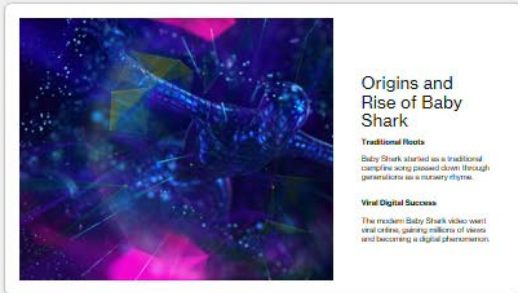 Origins and
Rise of Baby
Shark
Traditional Roots
Baby Shark started as a traditional
campfire song passed down through
generations as a nursery rhyme.
Viral Digital Success
The modern Baby Shark video went
viral online, gaining millions of views
and becoming a digital phenomenon.